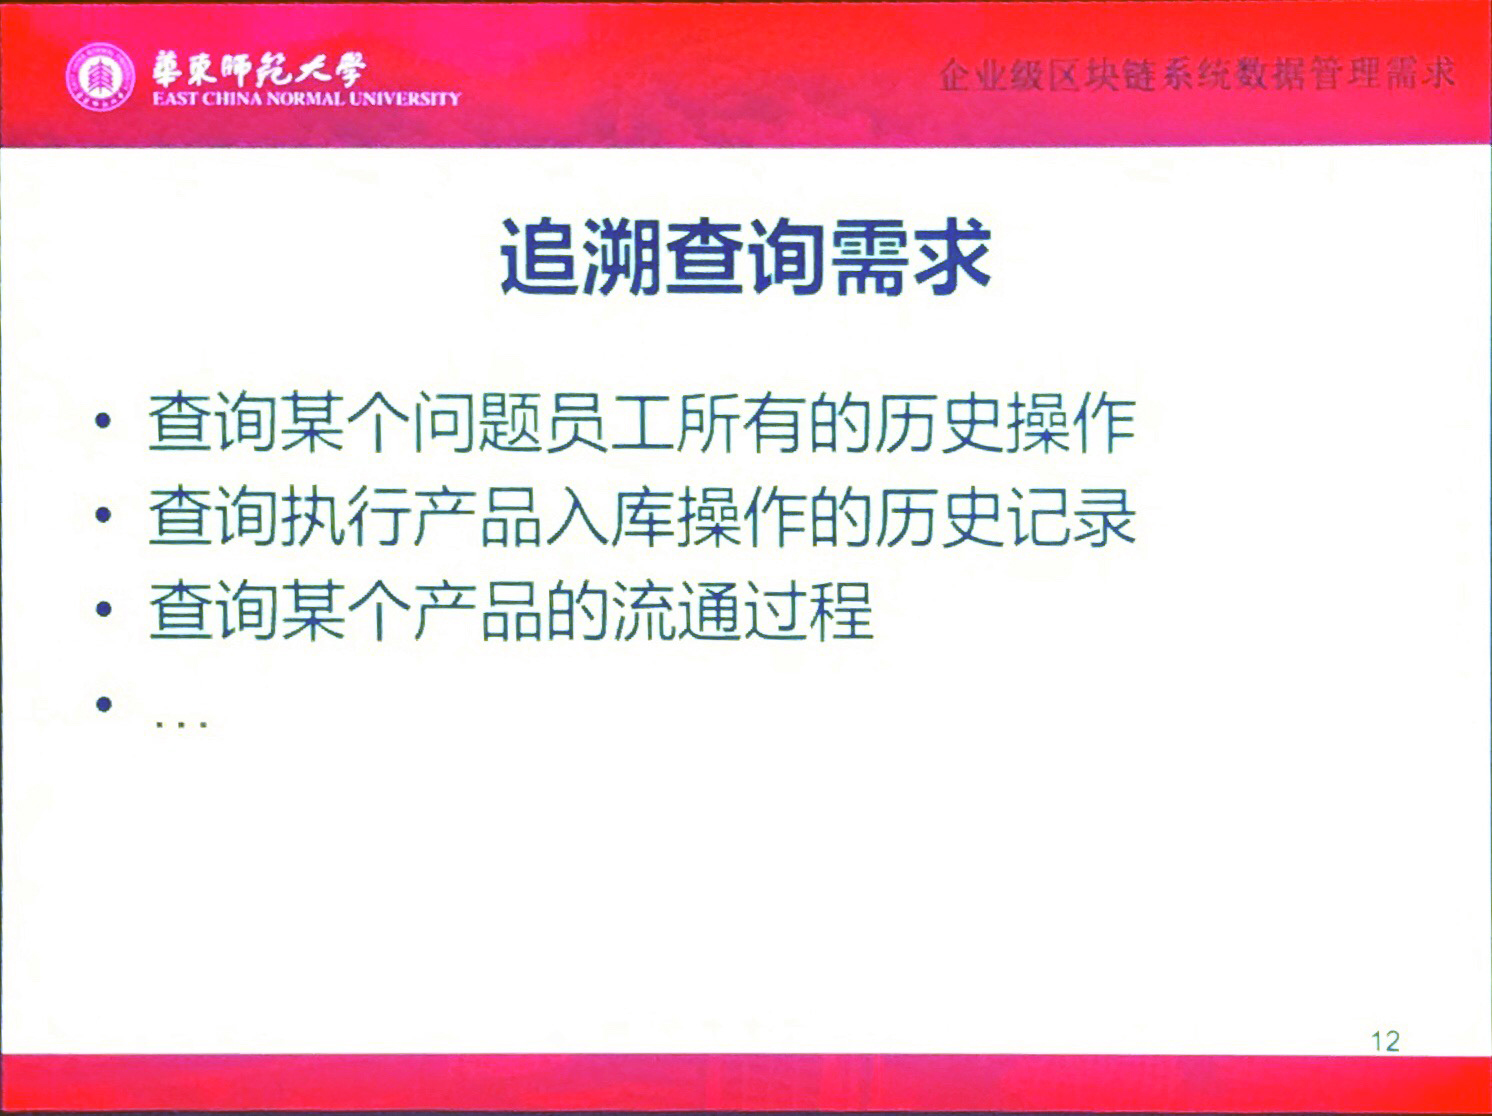 華東師範大學
EAST CHINA NORMAL UNIVERSITY
企业级区块链系统数据管理需求
追溯查询需求
• 查询某个问题员工所有的历史操作
• 查询执行产品入库操作的历史记录
• 查询某个产品的流通过程
• ...
12